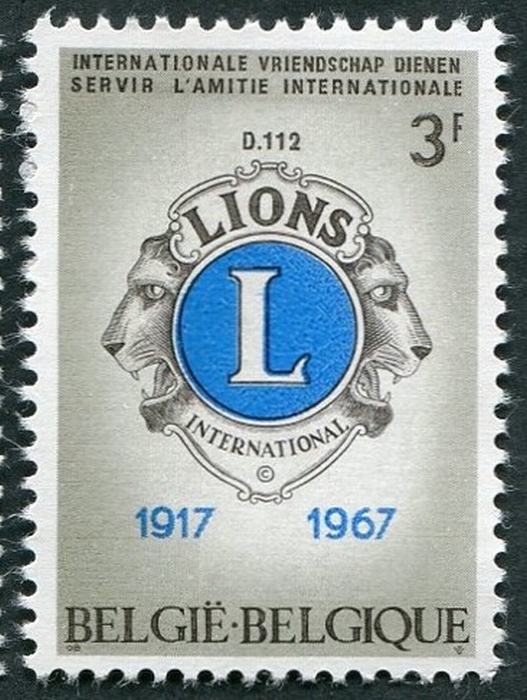 INTERNATIONALE VRIENDSCHAP DIENEN
SERVIR L'AMITIE INTERNATIONALE
3F
D.112
LIONS
L
INTERNATIONAL
©
1917 1967
BELGIË·BELGIQUE